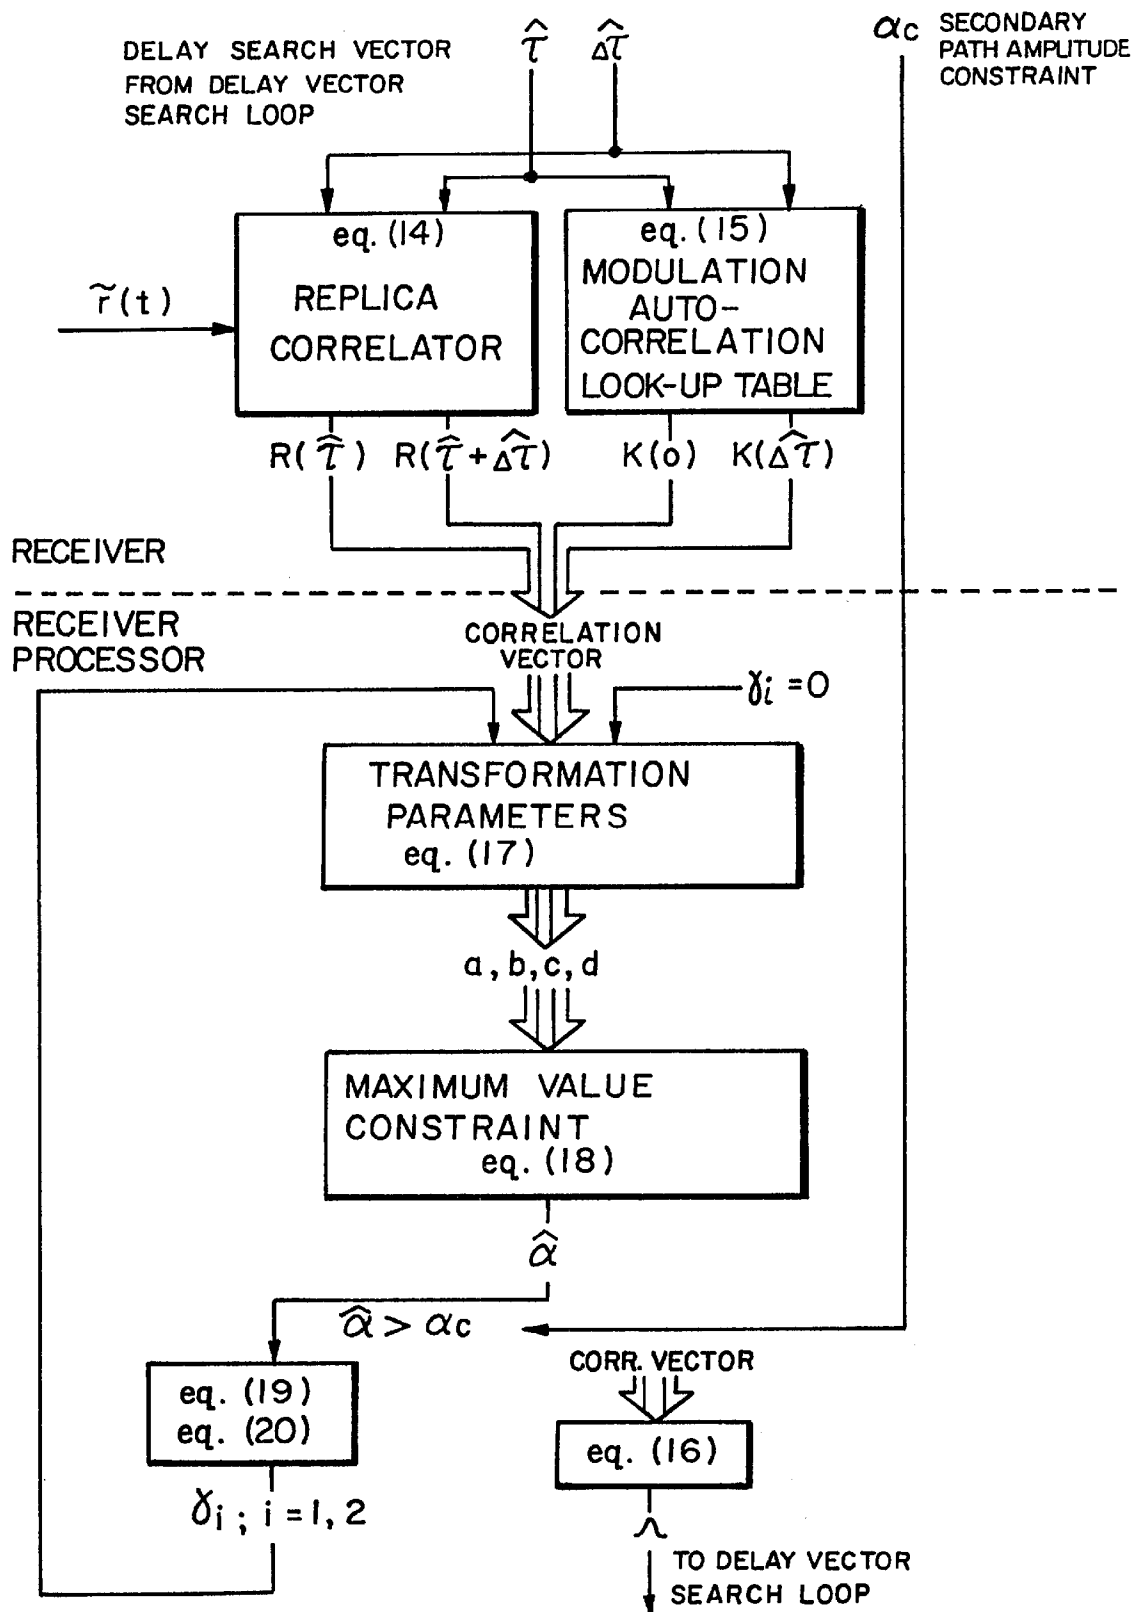 DELAY SEARCH VECTOR
FROM DELAY VECTOR
SEARCH LOOP
τ̂
Δτ̂
αc SECONDARY
PATH AMPLITUDE
CONSTRAINT
eq. (14)
REPLICA
CORRELATOR
eq. (15)
MODULATION
AUTO-
CORRELATION
LOOK-UP TABLE
r̃(t)
R(τ̂) R(τ̂+Δτ̂) K(o) K(Δτ̂)
RECEIVER
RECEIVER
PROCESSOR
CORRELATION
VECTOR
γi = 0
TRANSFORMATION
PARAMETERS
eq. (17)
a, b, c, d
MAXIMUM VALUE
CONSTRAINT
eq. (18)
α̂
α̂ > αc
CORR. VECTOR
eq. (19)
eq. (20)
eq. (16)
γi ; i = 1, 2
Λ
TO DELAY VECTOR
SEARCH LOOP